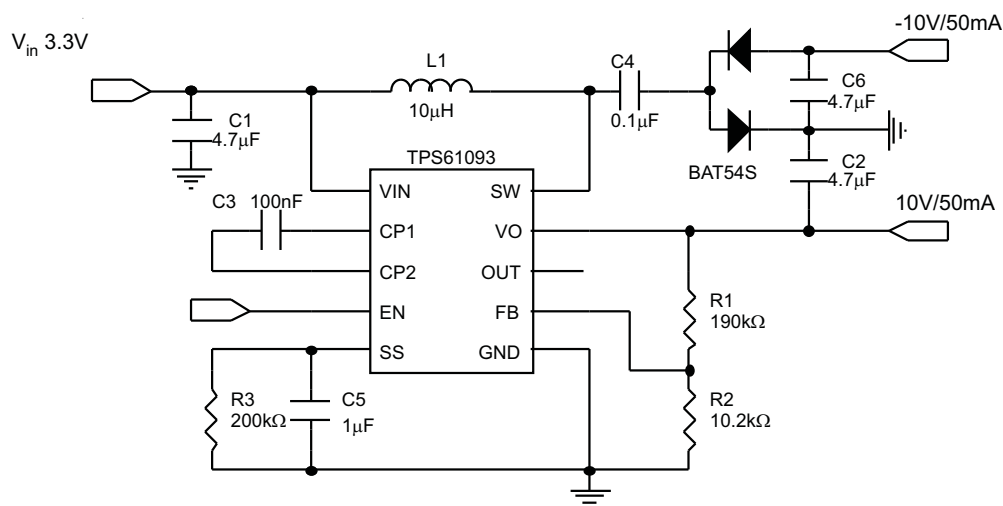 -10V/50mA
Vin 3.3V
L1
10μH
C4
0.1μF
C6
4.7μF
C1
4.7μF
TPS61093
BAT54S
C2
4.7μF
C3 100nF
VIN SW
10V/50mA
CP1 VO
CP2 OUT
EN FB
R1
190kΩ
SS GND
R3
200kΩ
C5
1μF
R2
10.2kΩ